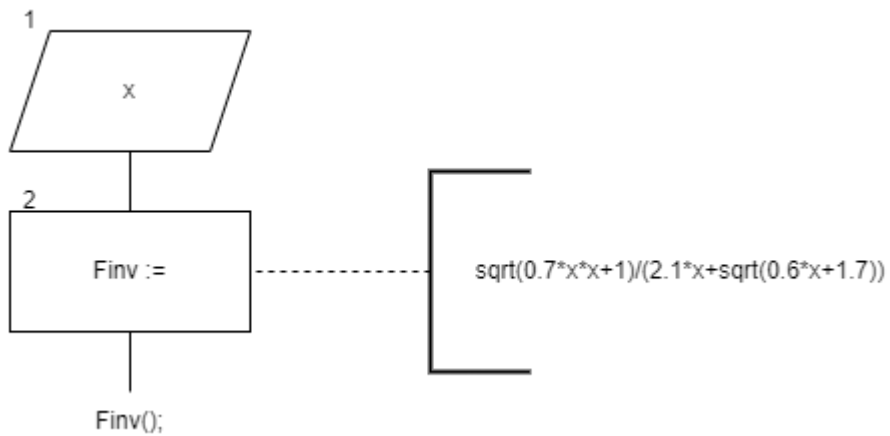 1
x
2
Finv :=
sqrt(0.7*x*x+1)/(2.1*x+sqrt(0.6*x+1.7))
Finv();